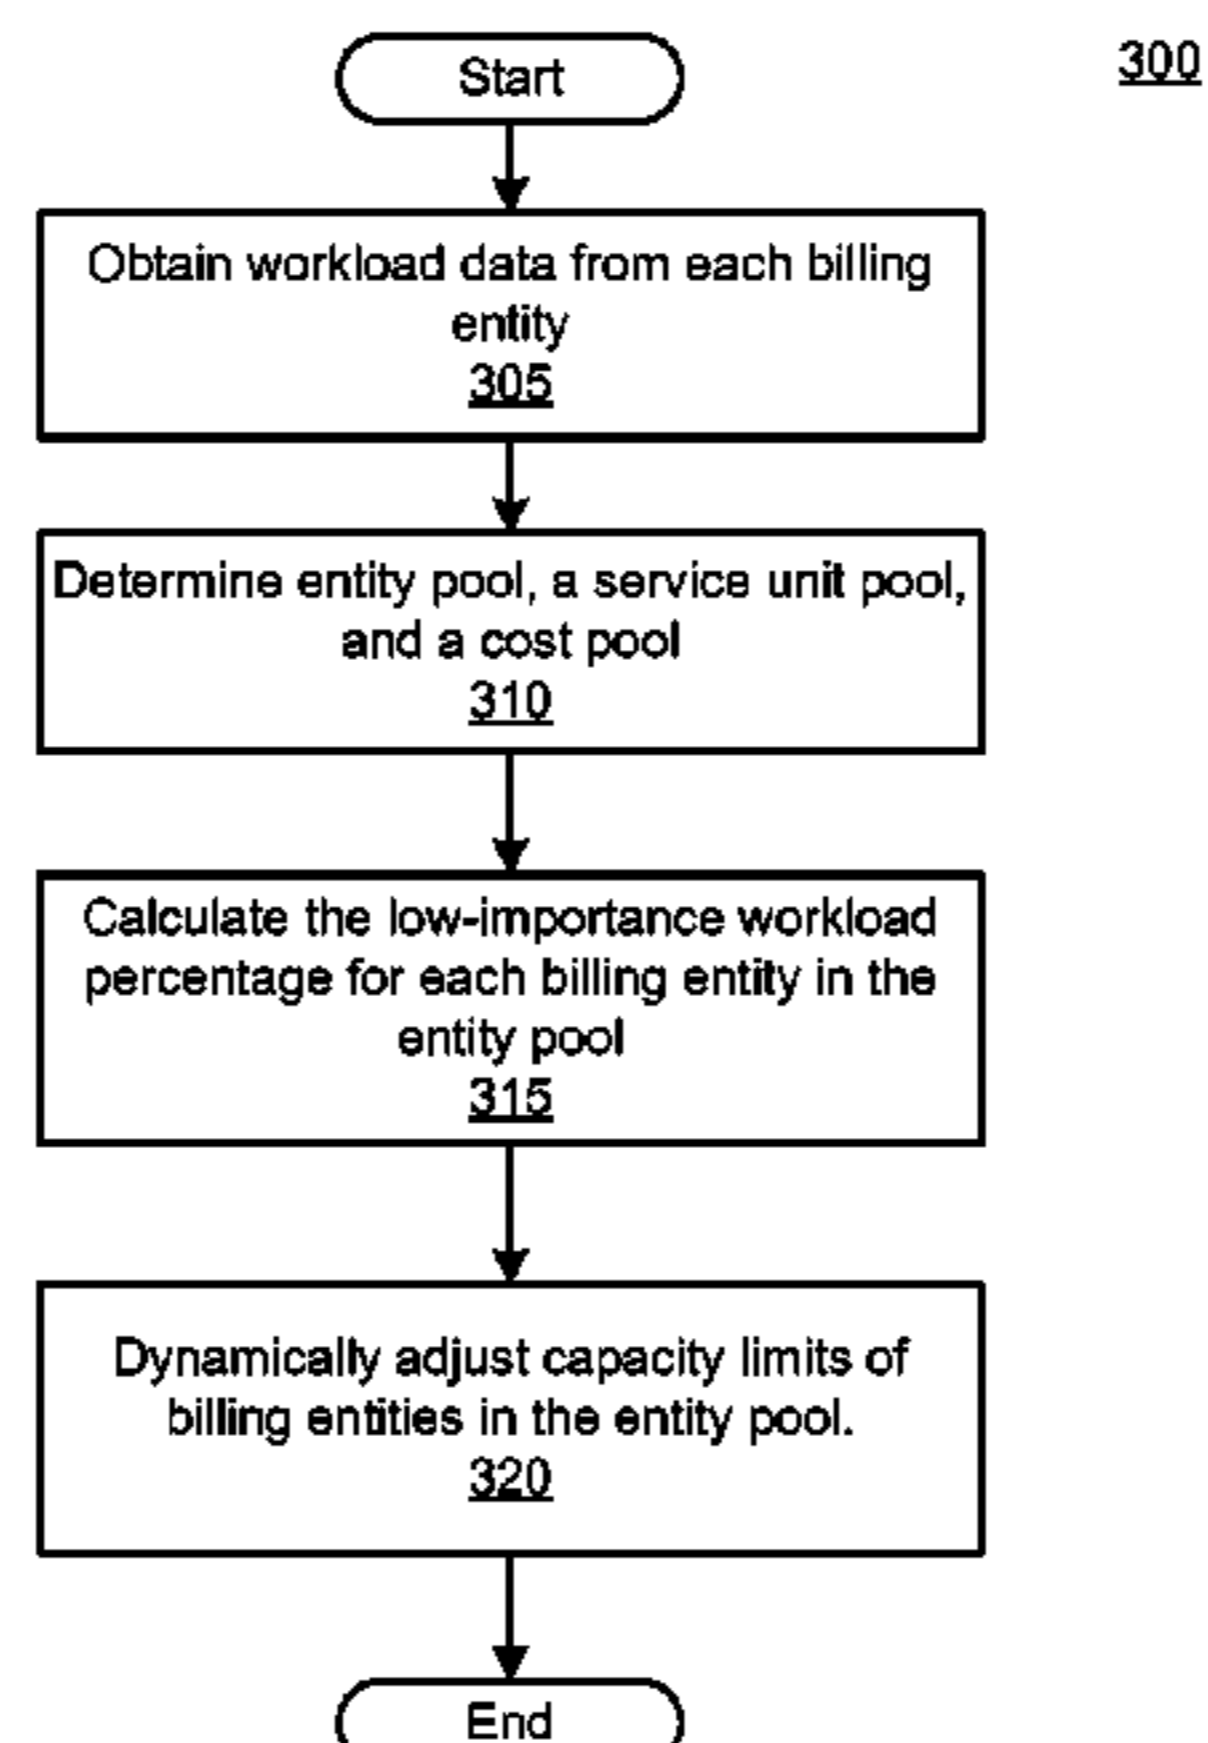 300
Start
Obtain workload data from each billing
entity
305
Determine entity pool, a service unit pool,
and a cost pool
310
Calculate the low-importance workload
percentage for each billing entity in the
entity pool
315
Dynamically adjust capacity limits of
billing entities in the entity pool.
320
End